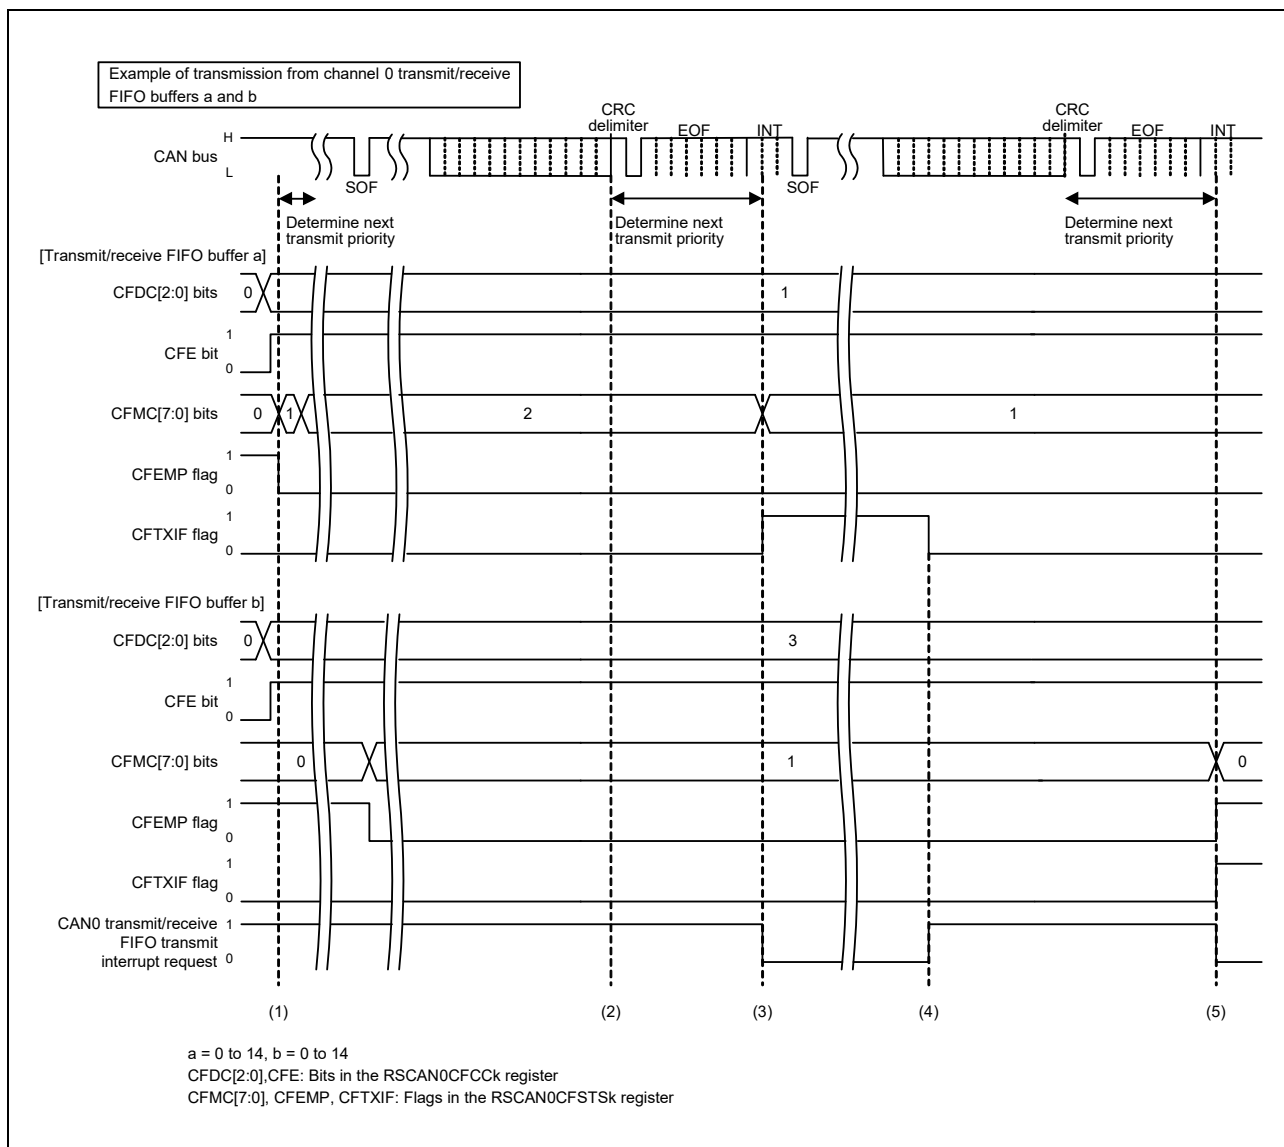 Example of transmission from channel 0 transmit/receive
FIFO buffers a and b
CRC
delimiter
EOF
INT
CRC
delimiter
EOF
INT
H
CAN bus
L
SOF
SOF
Determine next
transmit priority
Determine next
transmit priority
Determine next
transmit priority
[Transmit/receive FIFO buffer a]
CFDC[2:0] bits
0
1
1
CFE bit
0
CFMC[7:0] bits
0
1
2
1
1
CFEMP flag
0
1
CFTXIF flag
0
[Transmit/receive FIFO buffer b]
CFDC[2:0] bits
0
3
1
CFE bit
0
CFMC[7:0] bits
0
1
0
1
CFEMP flag
0
1
CFTXIF flag
0
CAN0 transmit/receive 1
FIFO transmit
interrupt request 0
(1)
(2)
(3)
(4)
(5)
a = 0 to 14, b = 0 to 14
CFDC[2:0],CFE: Bits in the RSCAN0CFCCk register
CFMC[7:0], CFEMP, CFTXIF: Flags in the RSCAN0CFSTSk register